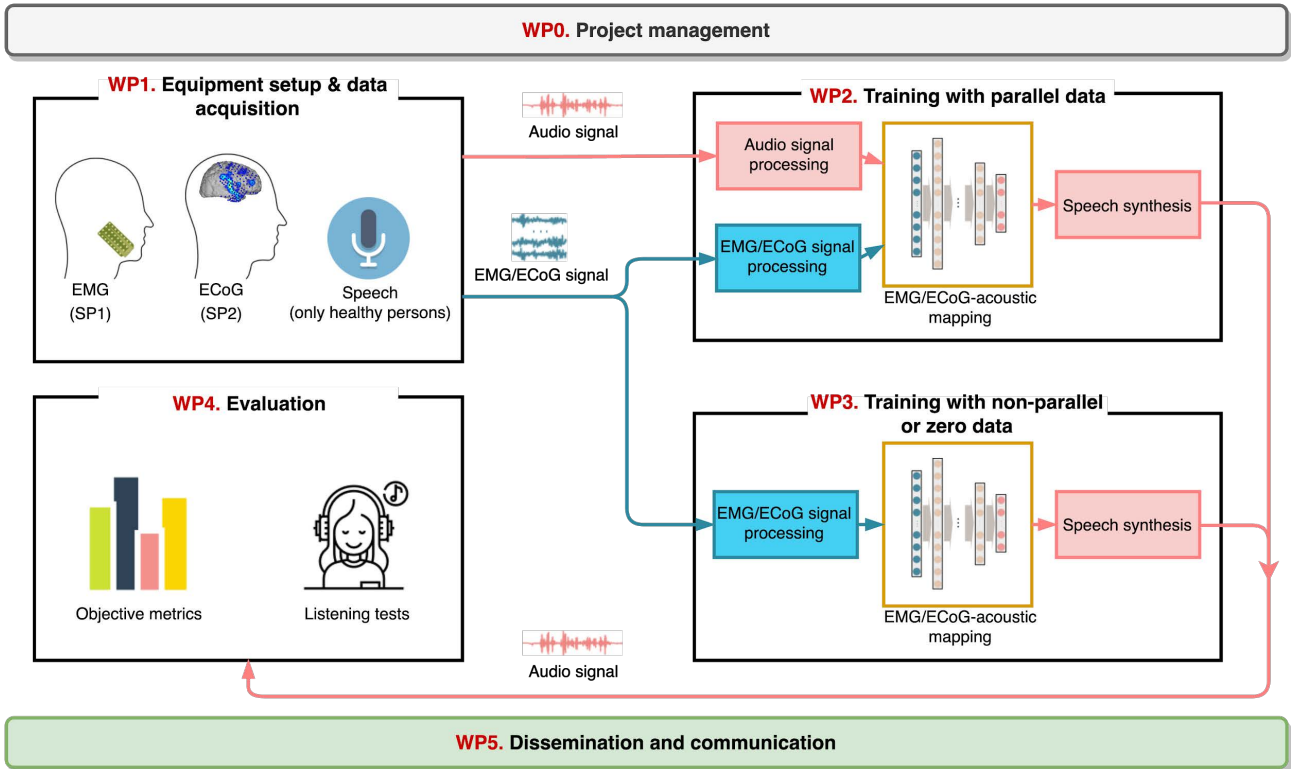 WP0. Project management
WP1. Equipment setup & data
acquisition
EMG
(SP1)
ECoG
(SP2)
Speech
(only healthy persons)
Audio signal
EMG/ECoG signal
WP2. Training with parallel data
Audio signal
processing
EMG/ECoG signal
processing
EMG/ECoG-acoustic
mapping
Speech synthesis
WP4. Evaluation
Objective metrics
Listening tests
WP3. Training with non-parallel
or zero data
EMG/ECoG signal
processing
EMG/ECoG-acoustic
mapping
Speech synthesis
Audio signal
WP5. Dissemination and communication